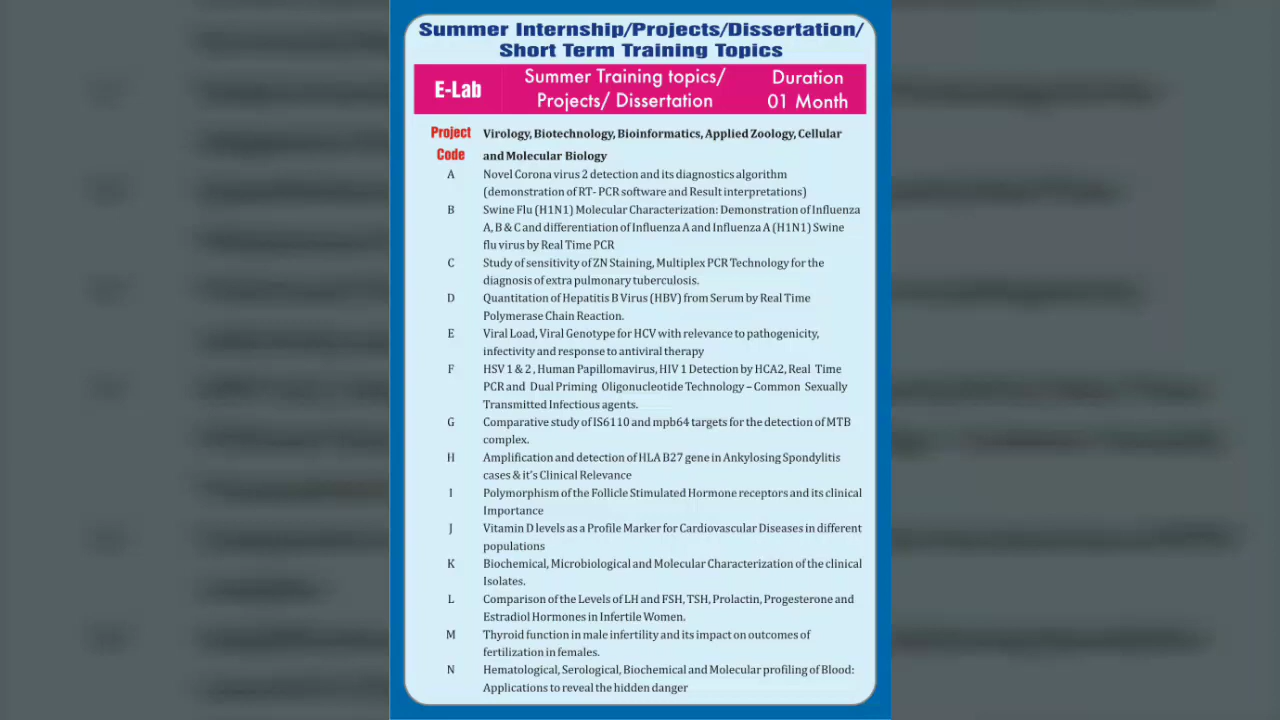 Summer Internship/Projects/Dissertation/
Short Term Training Topics
E-Lab
Summer Training topics/
Projects/ Dissertation
Duration
01 Month
Project
Code
Virology, Biotechnology, Bioinformatics, Applied Zoology, Cellular
and Molecular Biology
A Novel Corona virus 2 detection and its diagnostics algorithm
(demonstration of RT- PCR software and Result interpretations)
B Swine Flu (H1N1) Molecular Characterization: Demonstration of Influenza
A, B & C and differentiation of Influenza A and Influenza A (H1N1) Swine
flu virus by Real Time PCR
C Study of sensitivity of ZN Staining, Multiplex PCR Technology for the
diagnosis of extra pulmonary tuberculosis.
D Quantitation of Hepatitis B Virus (HBV) from Serum by Real Time
Polymerase Chain Reaction.
E Viral Load, Viral Genotype for HCV with relevance to pathogenicity,
infectivity and response to antiviral therapy
F HSV 1 & 2 , Human Papillomavirus, HIV 1 Detection by HCA2, Real Time
PCR and Dual Priming Oligonucleotide Technology – Common Sexually
Transmitted Infectious agents.
G Comparative study of IS6110 and mpb64 targets for the detection of MTB
complex.
H Amplification and detection of HLA B27 gene in Ankylosing Spondylitis
cases & it's Clinical Relevance
I Polymorphism of the Follicle Stimulated Hormone receptors and its clinical
Importance
J Vitamin D levels as a Profile Marker for Cardiovascular Diseases in different
populations
K Biochemical, Microbiological and Molecular Characterization of the clinical
Isolates.
L Comparison of the Levels of LH and FSH, TSH, Prolactin, Progesterone and
Estradiol Hormones in Infertile Women.
M Thyroid function in male infertility and its impact on outcomes of
fertilization in females.
N Hematological, Serological, Biochemical and Molecular profiling of Blood:
Applications to reveal the hidden danger